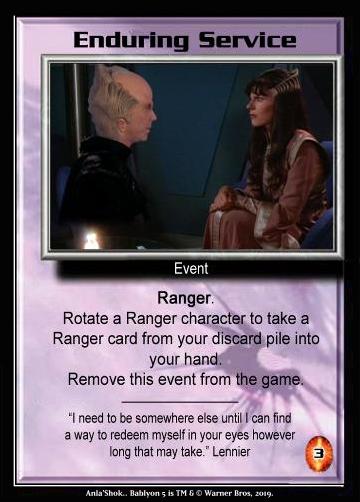 Enduring Service
Event
Ranger.
Rotate a Ranger character to take a
Ranger card from your discard pile into
your hand.
Remove this event from the game.
“I need to be somewhere else until I can find
a way to redeem myself in your eyes however
long that may take.” Lennier
3
Anla'Shok.. Bablyon 5 is TM & © Warner Bros, 2019.